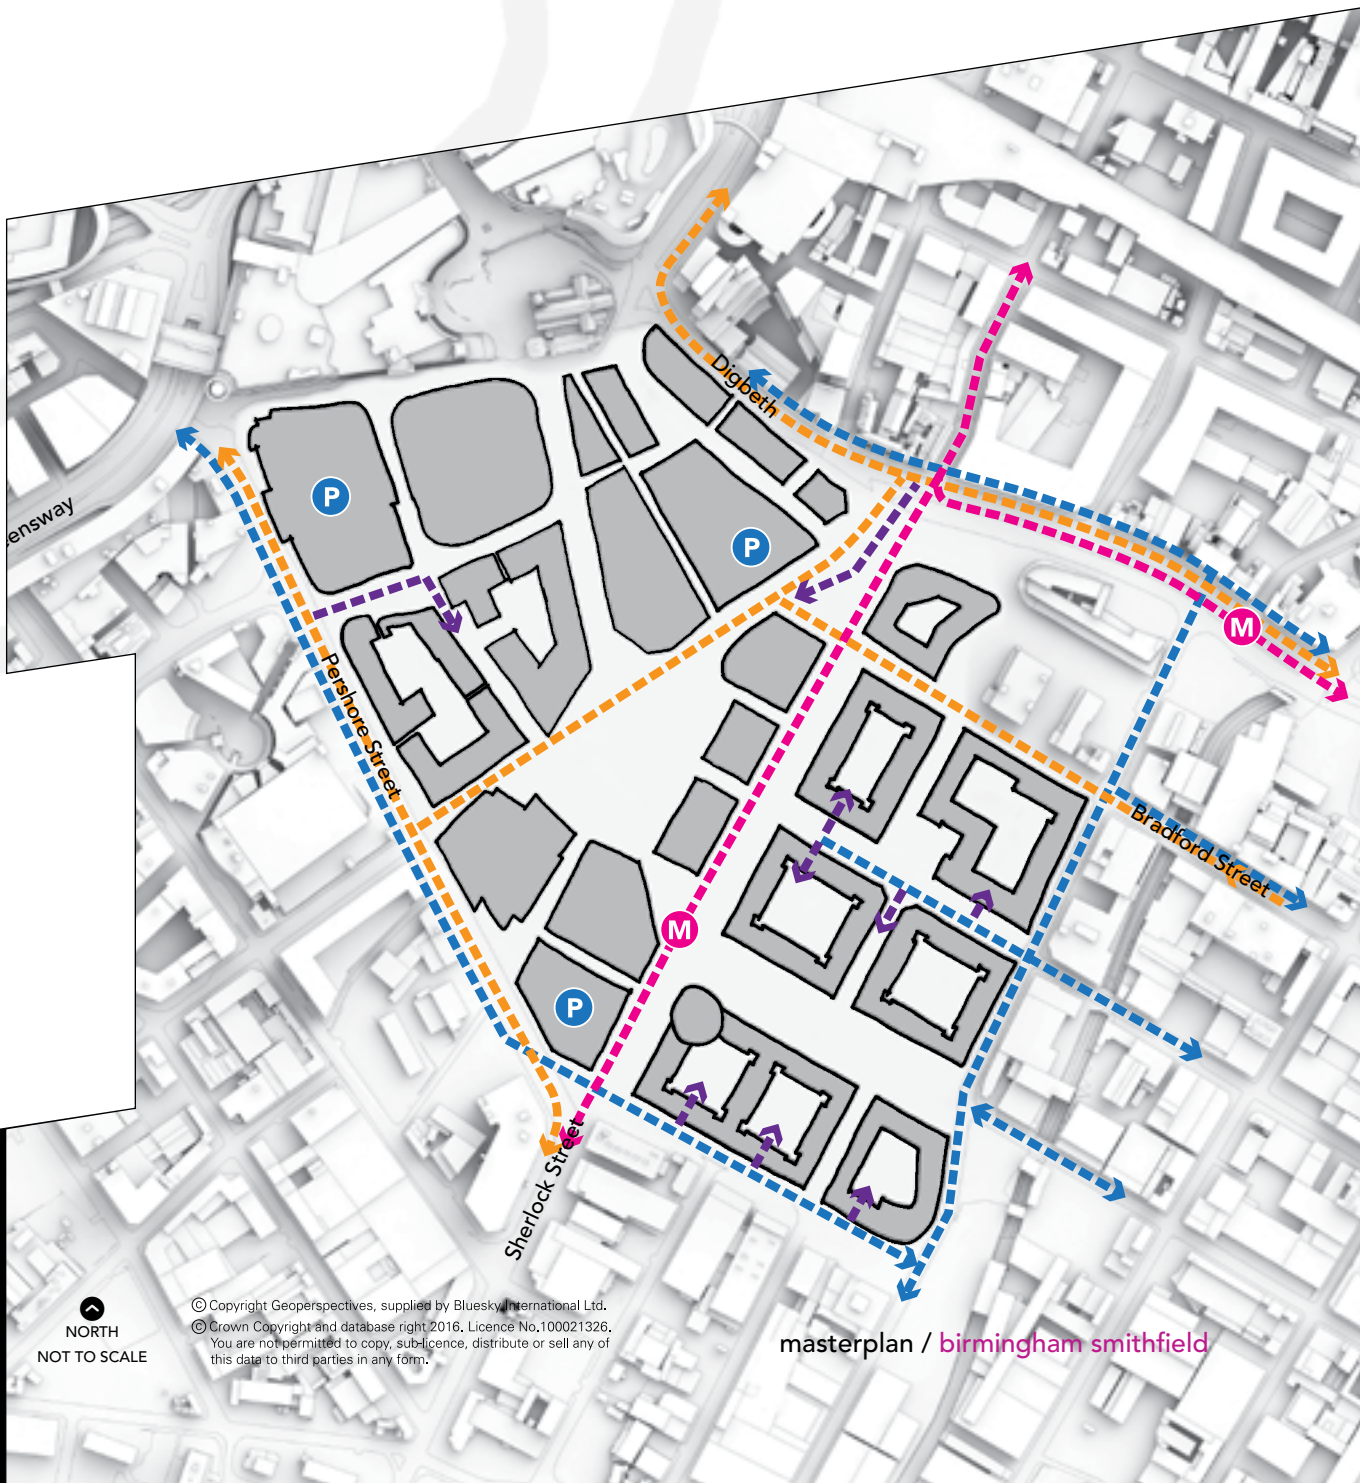 Digbeth
P
ensway
P
M
Pershore Street
Bradford Street
M
P
Sherlock Street
NORTH
NOT TO SCALE
© Copyright Geoperspectives, supplied by Bluesky International Ltd.
© Crown Copyright and database right 2016. Licence No.100021326.
You are not permitted to copy, sub-licence, distribute or sell any of
this data to third parties in any form.
masterplan / birmingham smithfield